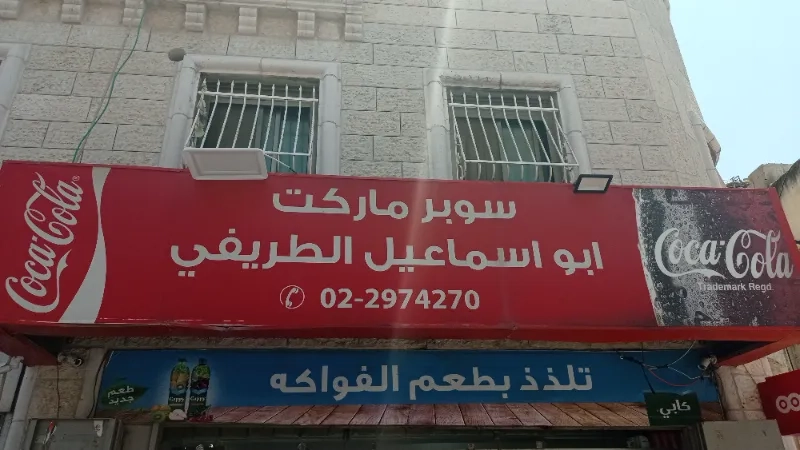 Coca-Cola
سوبر ماركت
ابو اسماعيل الطريفي
02-2974270
Coca-Cola
Trademark Regd.
تلذذ بطعم الفواكه
طعم
جديد
كابي